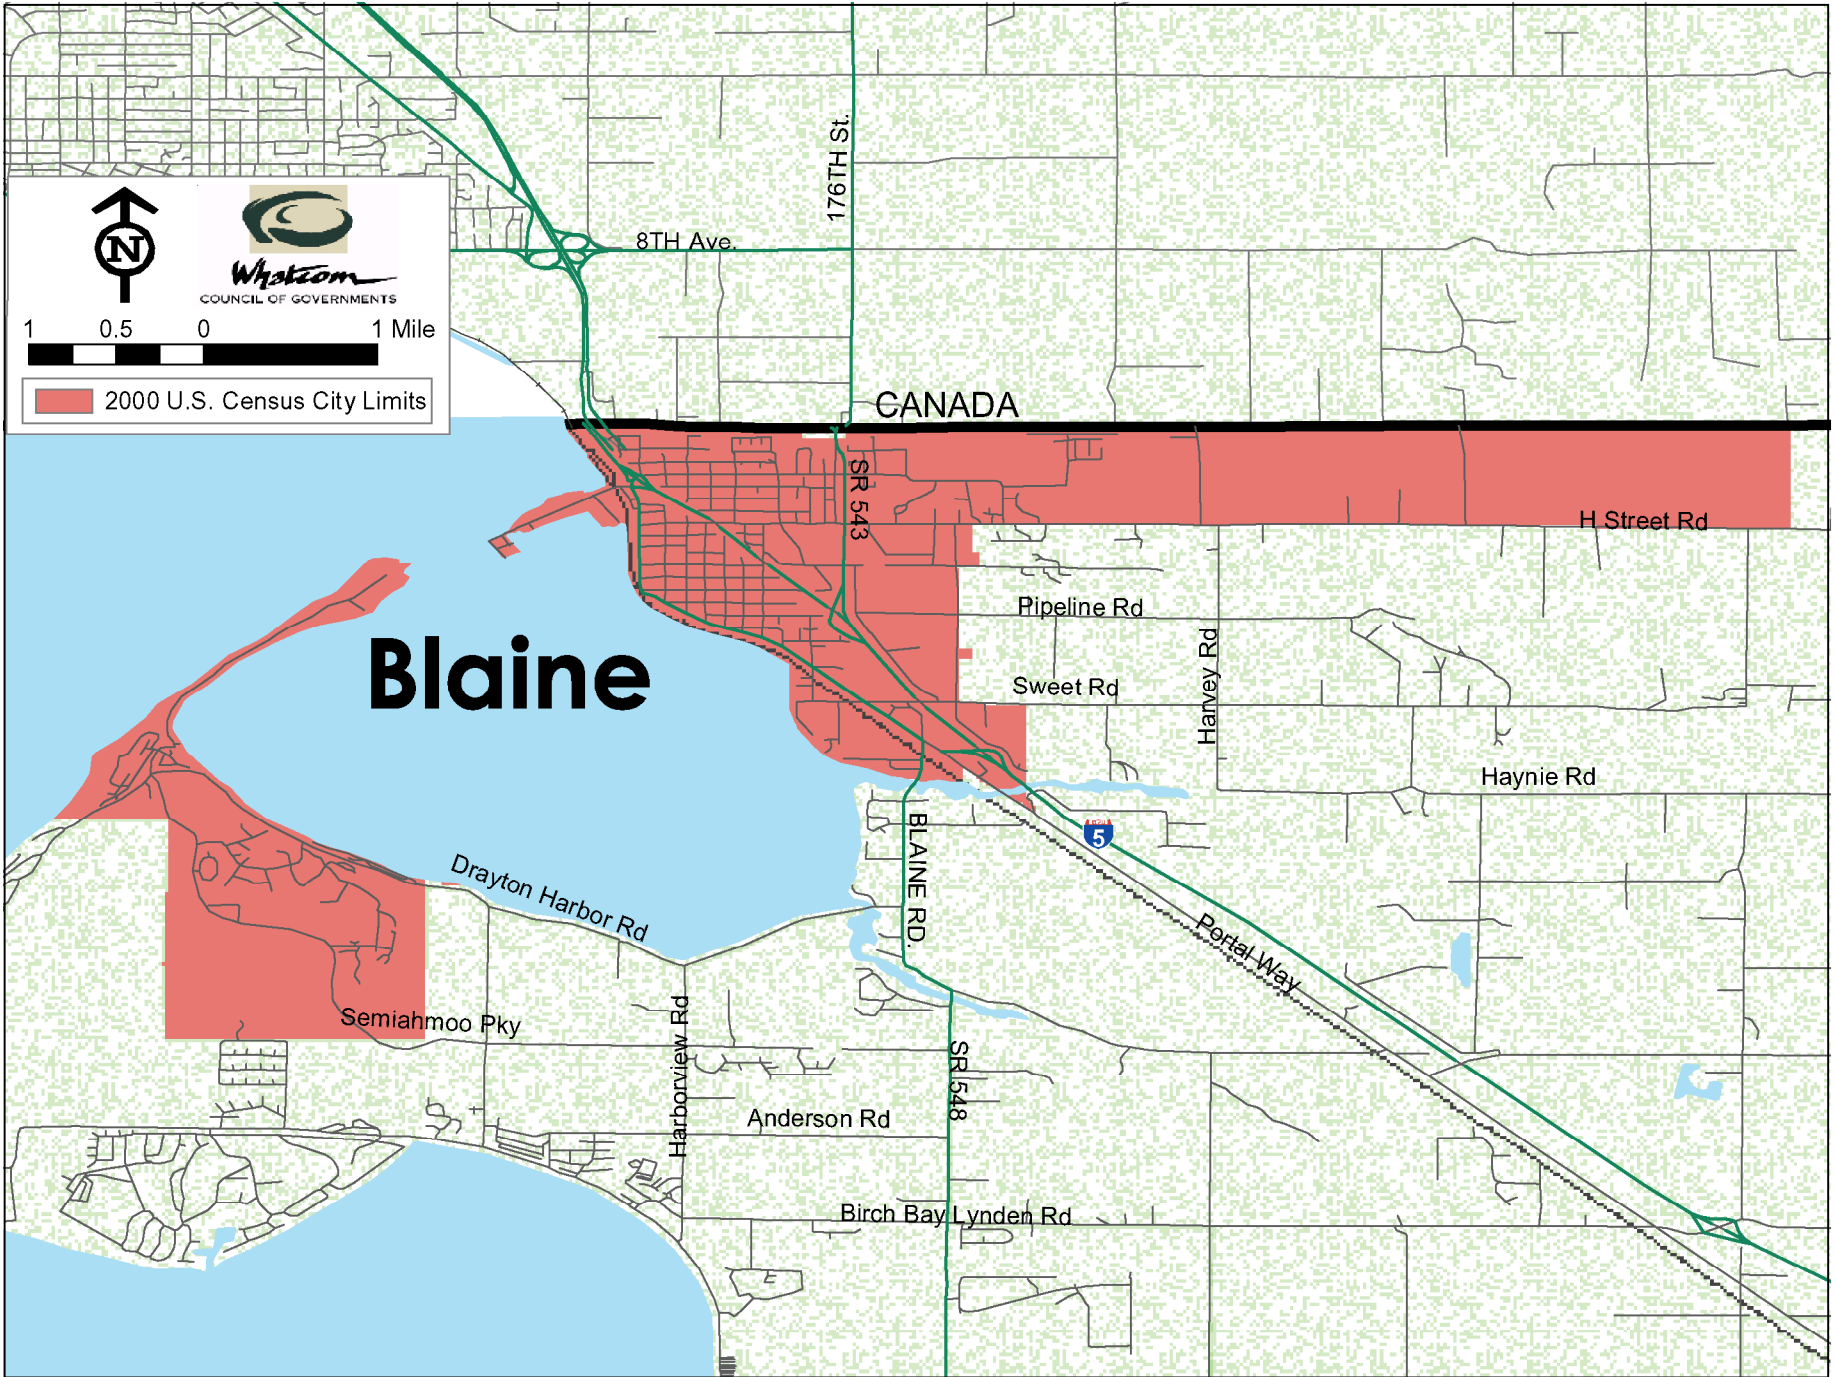 176TH St.
8TH Ave.
N
Whatcom
COUNCIL OF GOVERNMENTS
1 0.5 0 1 Mile
2000 U.S. Census City Limits
CANADA
SR 543
H Street Rd
Pipeline Rd
Harvey Rd
Blaine
Sweet Rd
Haynie Rd
5
BLAINE RD.
Drayton Harbor Rd
Portal Way
Semiahmoo Pky
Harborview Rd
SR 548
Anderson Rd
Birch Bay Lynden Rd